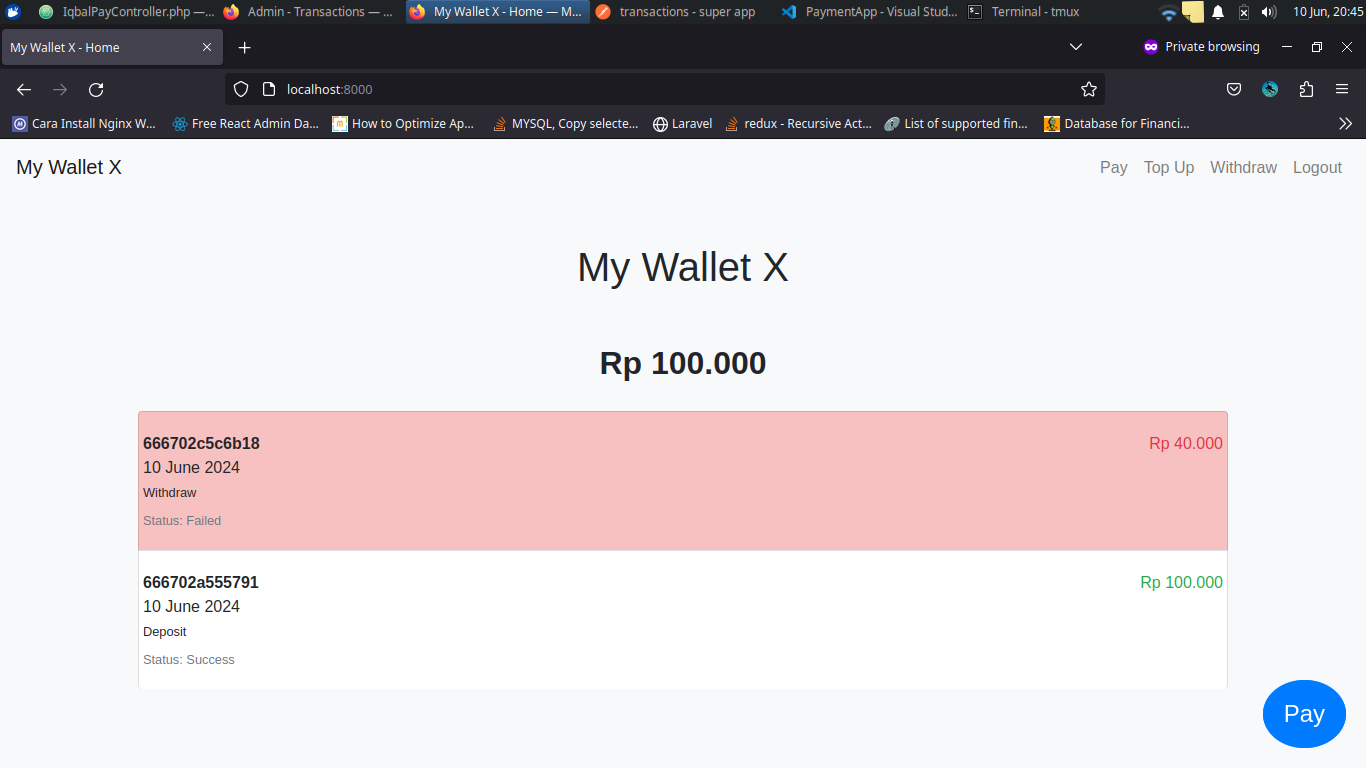 IqbalPayController.php —...
Admin - Transactions — ...
My Wallet X - Home — M...
transactions - super app
PaymentApp - Visual Stud...
Terminal - tmux
10 Jun, 20:45
My Wallet X - Home
Private browsing
localhost:8000
Cara Install Nginx W...
Free React Admin Da...
How to Optimize Ap...
MYSQL, Copy selecte...
Laravel
redux - Recursive Act...
List of supported fin...
Database for Financi...
My Wallet X
Pay
Top Up
Withdraw
Logout
My Wallet X
Rp 100.000
666702c5c6b18
Rp 40.000
10 June 2024
Withdraw
Status: Failed
666702a555791
Rp 100.000
10 June 2024
Deposit
Status: Success
Pay